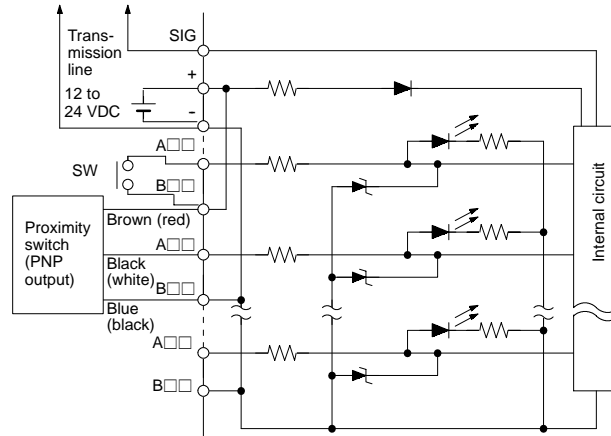 Trans-
mission
line
SIG
+
12 to
24 VDC
-
A□□
SW
B□□
Brown (red)
Proximity
switch
(PNP
output)
A□□
Black
(white)
B□□
Blue
(black)
A□□
B□□
Internal circuit